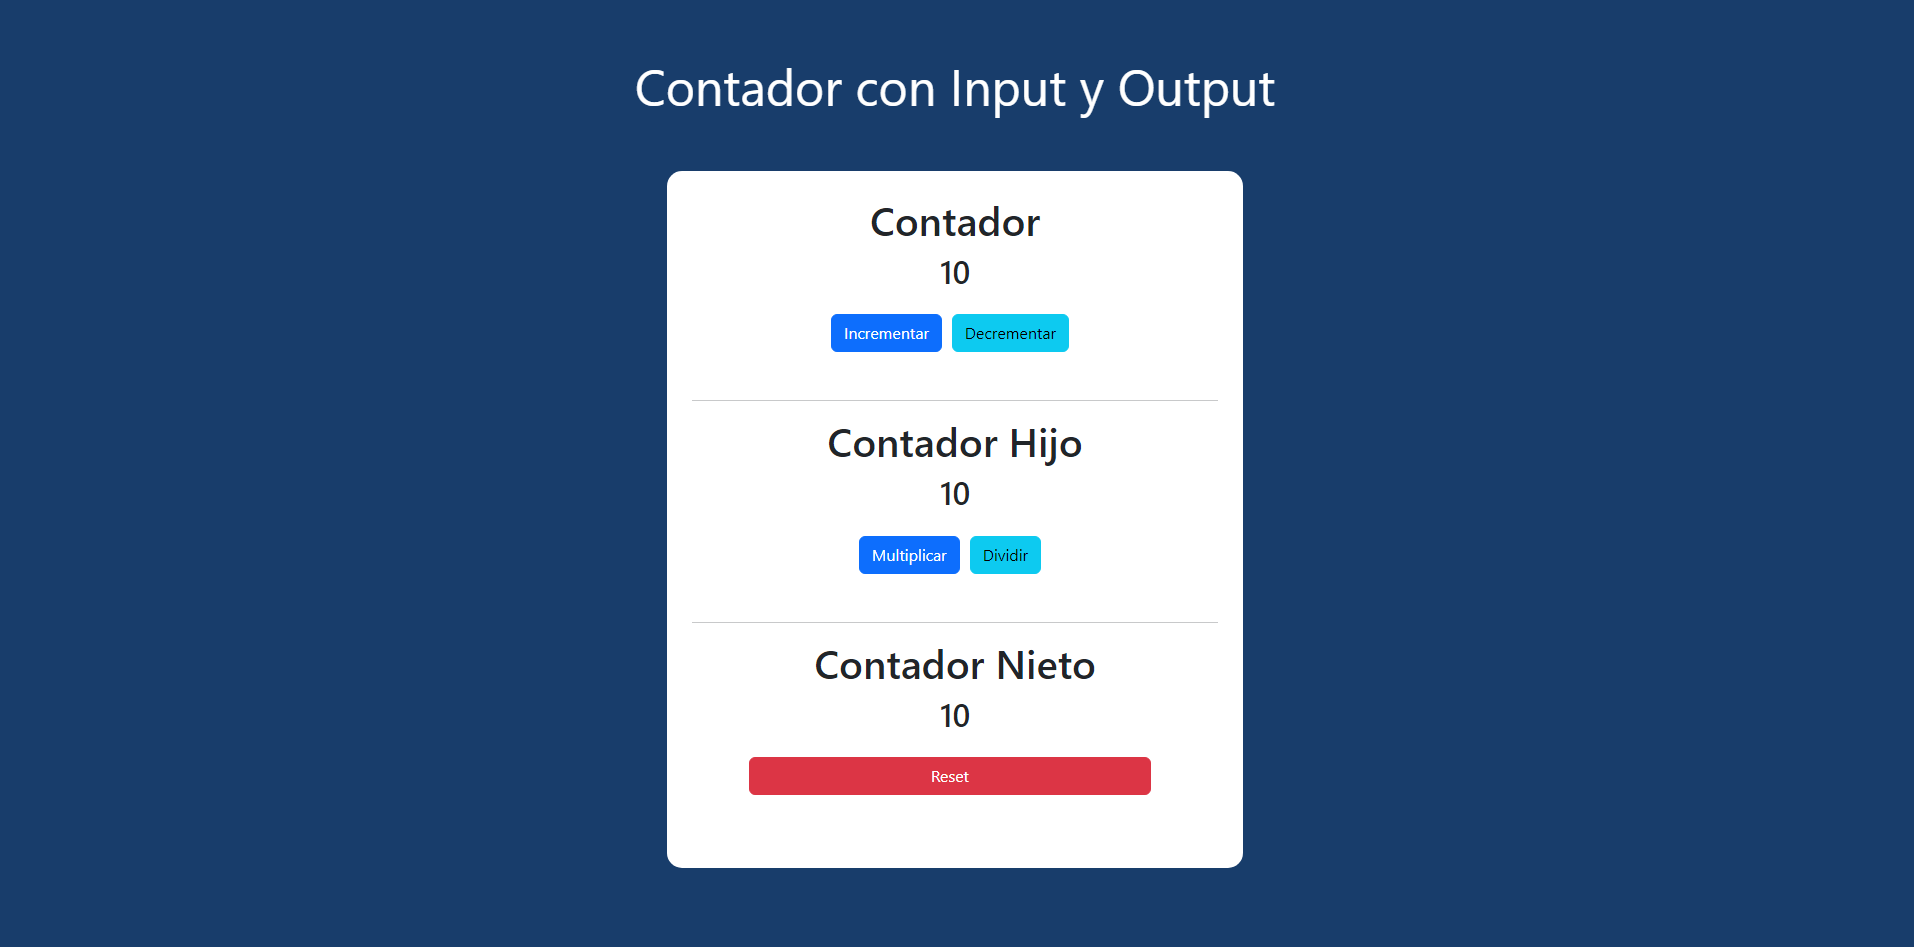 Contador con Input y Output
Contador
10
Incrementar Decrementar
Contador Hijo
10
Multiplicar Dividir
Contador Nieto
10
Reset